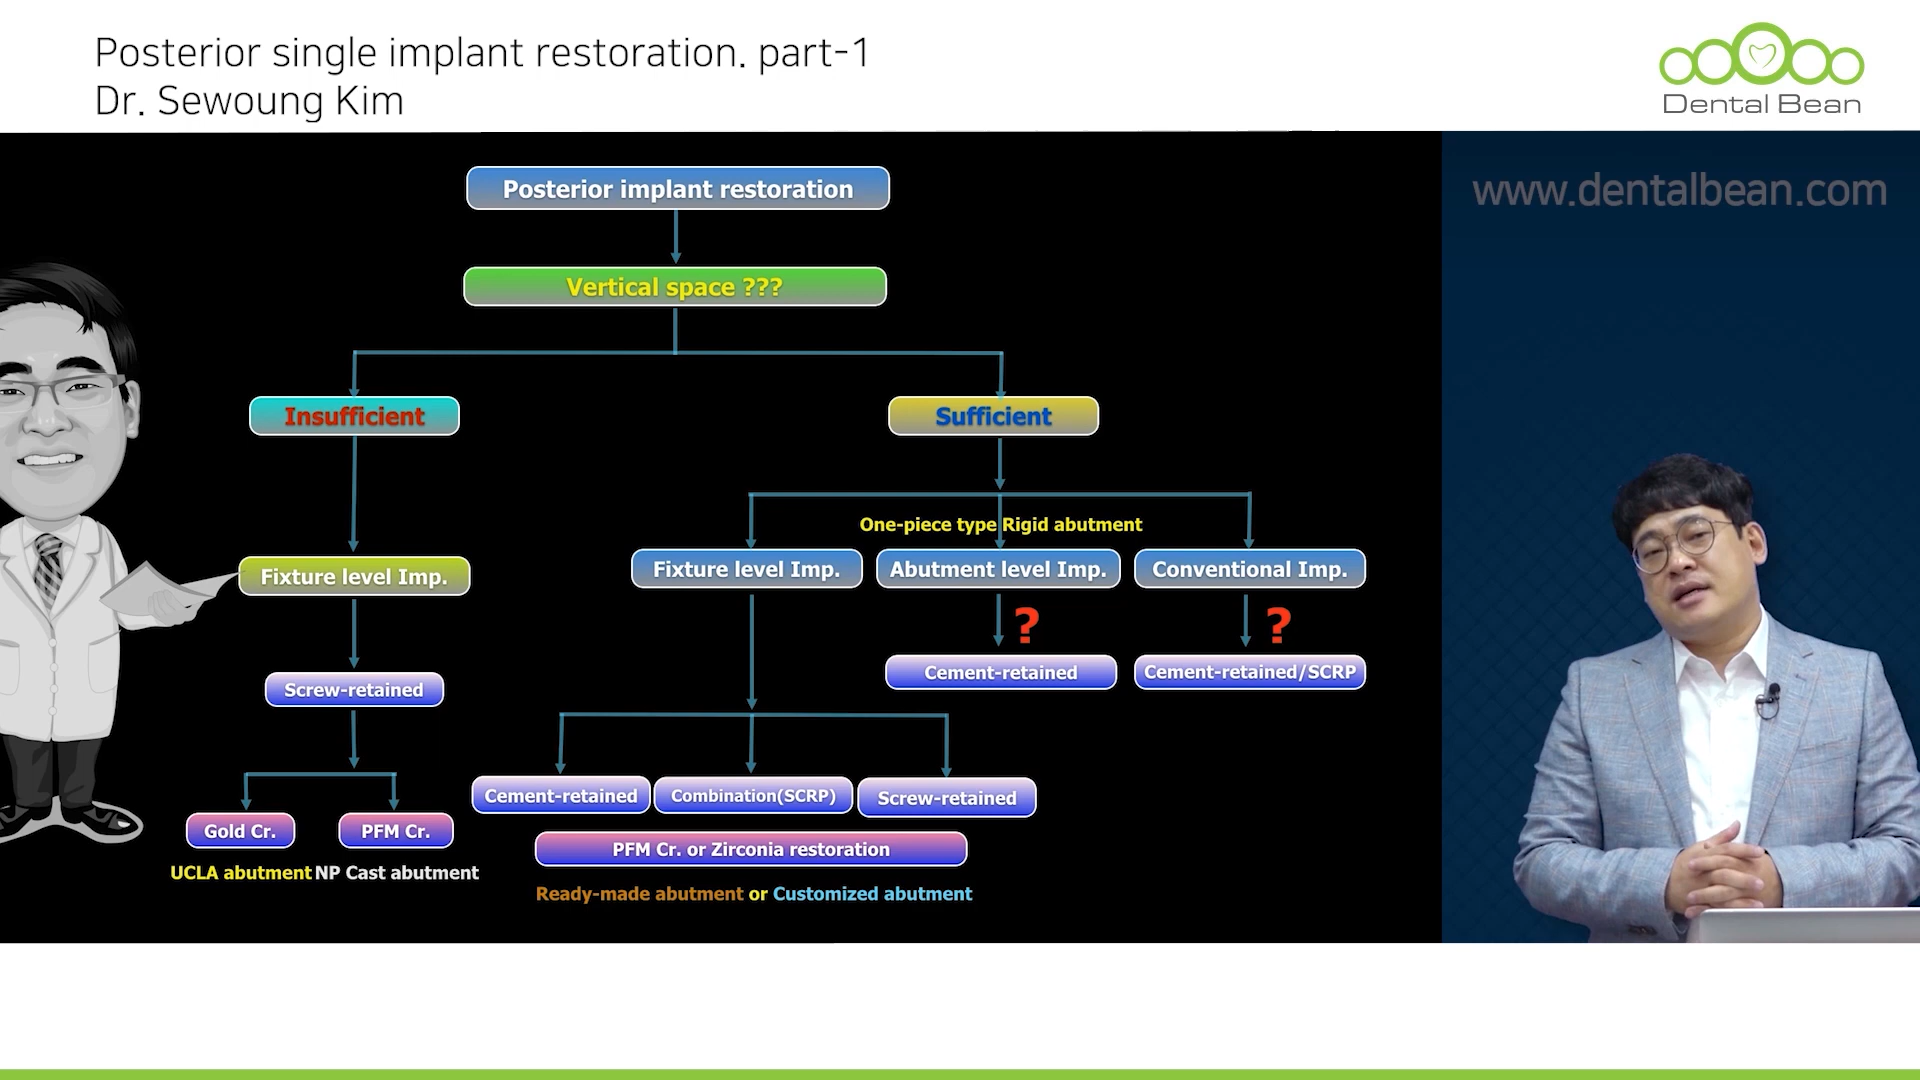 Posterior single implant restoration. part-1
Dr. Sewoung Kim
Dental Bean
www.dentalbean.com
Posterior implant restoration
Vertical space ???
Insufficient
Sufficient
One-piece type Rigid abutment
Fixture level Imp.
Fixture level Imp.
Abutment level Imp.
Conventional Imp.
?
?
Screw-retained
Cement-retained
Cement-retained/SCRP
Cement-retained
Combination(SCRP)
Screw-retained
Gold Cr.
PFM Cr.
PFM Cr. or Zirconia restoration
UCLA abutment NP Cast abutment
Ready-made abutment or Customized abutment